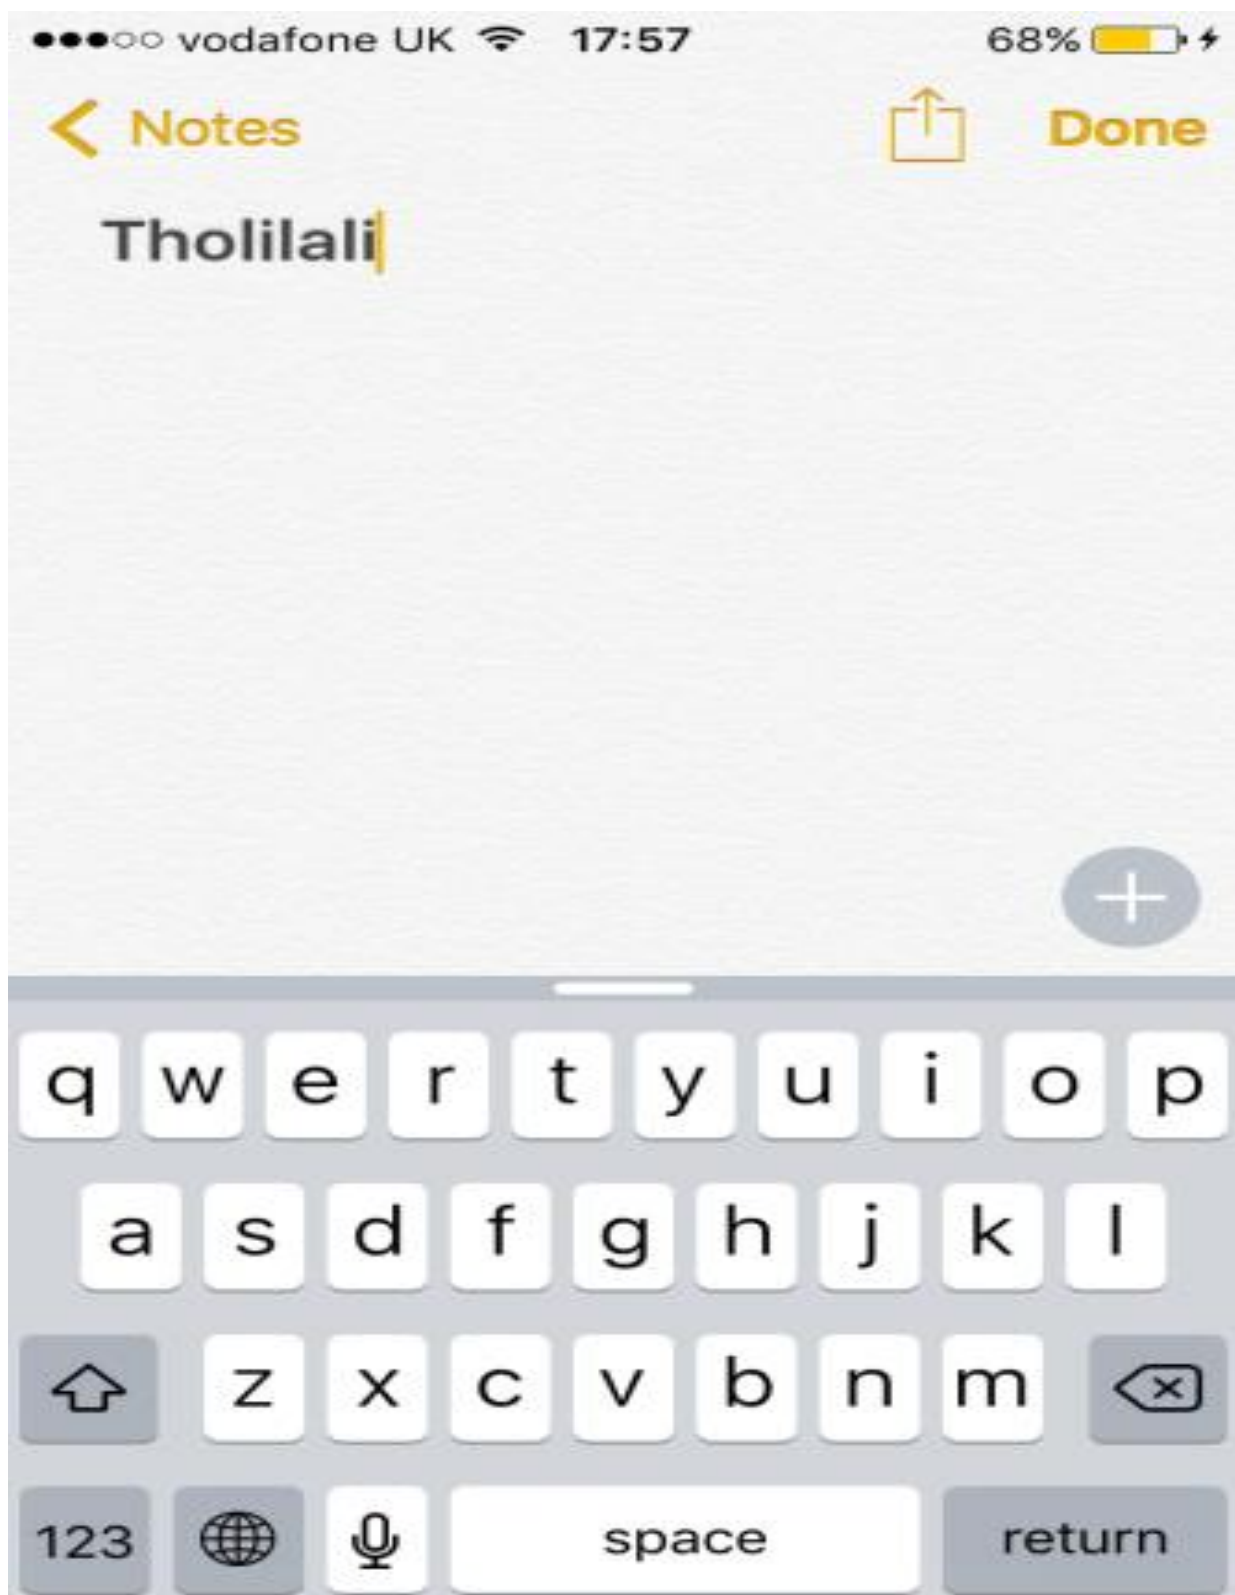 vodafone UK 17:57 68%
Notes Done
Tholilali
q w e r t y u i o p
a s d f g h j k l
z x c v b n m
123 space return